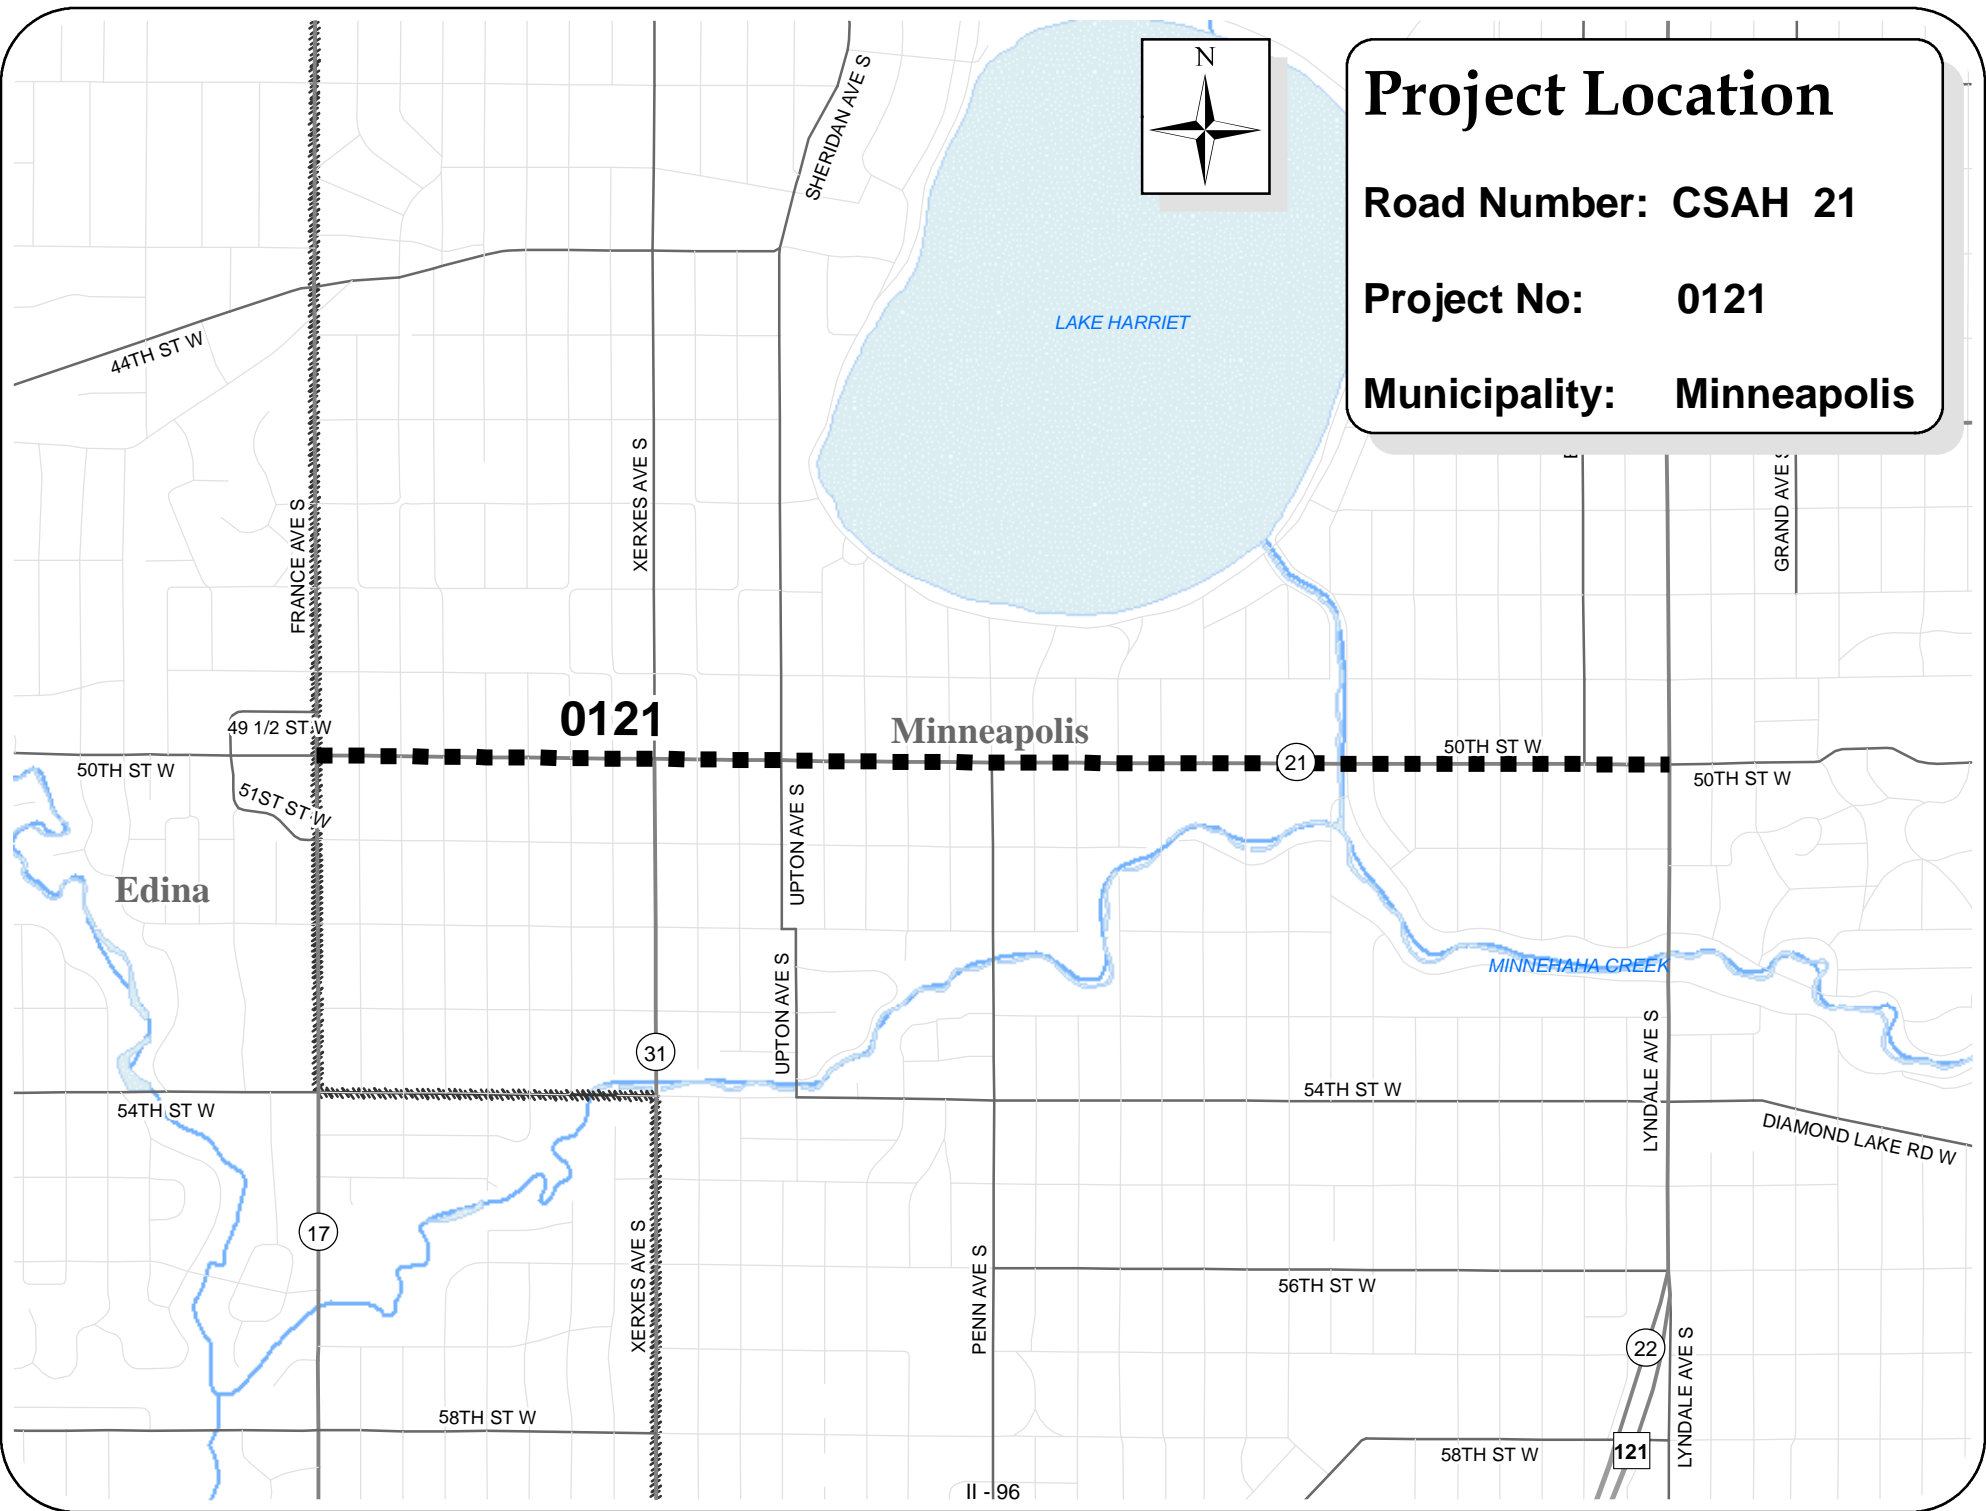 N
Project Location
Road Number: CSAH 21
Project No: 0121
Municipality: Minneapolis
SHERIDAN AVE S
44TH ST W
LAKE HARRIET
XERXES AVE S
FRANCE AVE S
GRAND AVE S
49 1/2 ST W
0121
Minneapolis
50TH ST W
21
50TH ST W
50TH ST W
51ST ST W
UPTON AVE S
Edina
UPTON AVE S
MINNEHAHA CREEK
31
LYNDALE AVE S
54TH ST W
54TH ST W
DIAMOND LAKE RD W
17
XERXES AVE S
PENN AVE S
56TH ST W
22
LYNDALE AVE S
58TH ST W
58TH ST W
121
II - 96